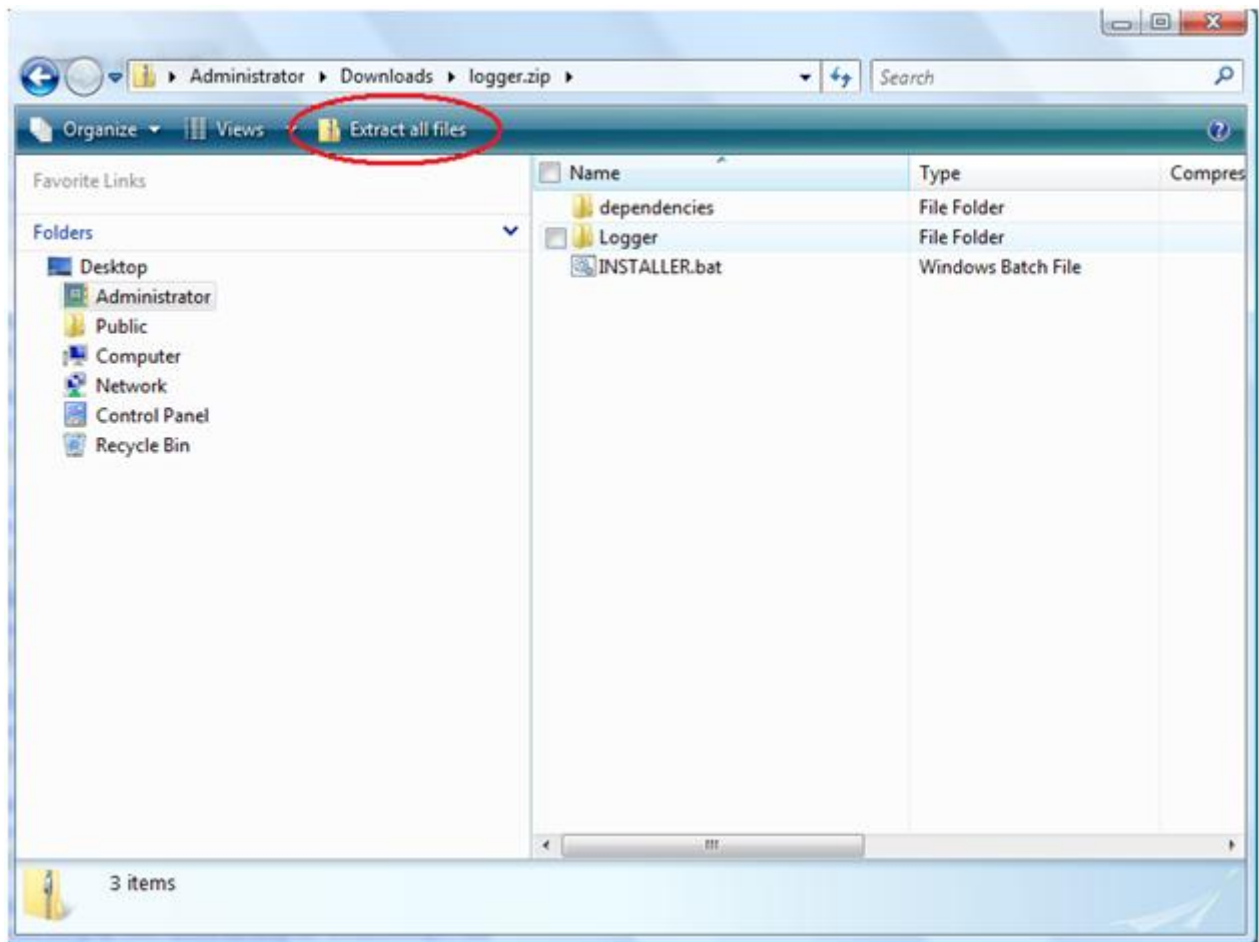 Administrator Downloads logger.zip Search
Organize Views Extract all files
Favorite Links
Folders
Desktop
Administrator
Public
Computer
Network
Control Panel
Recycle Bin
Name Type Compres
dependencies File Folder
Logger File Folder
INSTALLER.bat Windows Batch File
3 items